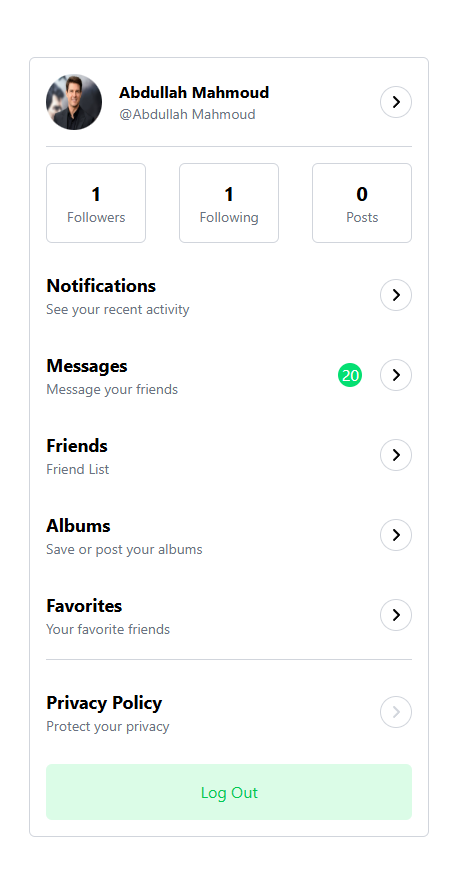 Abdullah Mahmoud
@Abdullah Mahmoud
1
Followers
1
Following
0
Posts
Notifications
See your recent activity
Messages
Message your friends
20
Friends
Friend List
Albums
Save or post your albums
Favorites
Your favorite friends
Privacy Policy
Protect your privacy
Log Out